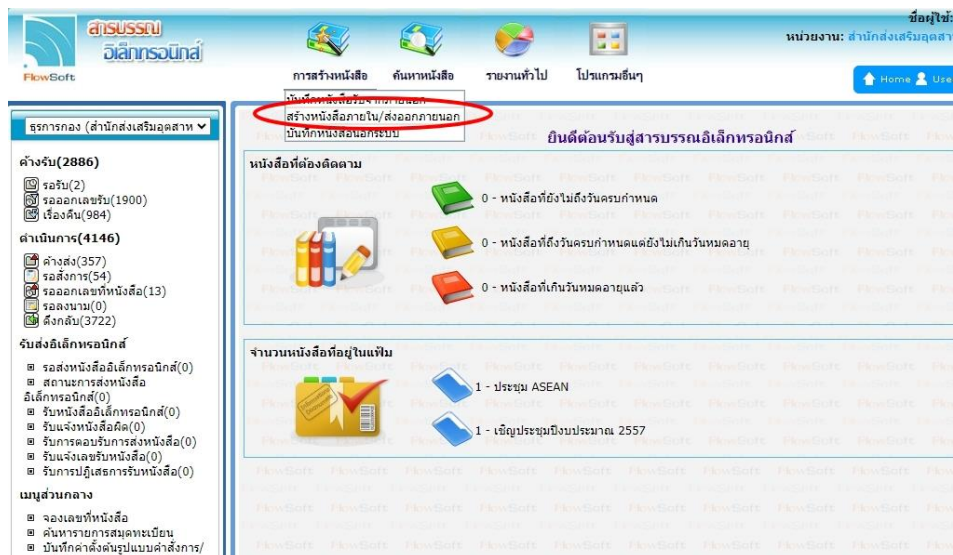 สารบรรณ
อิเล็กทรอนิกส์
FlowSoft
การสร้างหนังสือ
ค้นหาหนังสือ
รายงานทั่วไป
โปรแกรมอื่นๆ
ชื่อผู้ใช้:
หน่วยงาน: สำนักส่งเสริมอุตสา
Home
Use
บันทึกหนังสือรับจากภายนอก
สร้างหนังสือภายใน/ส่งออกภายนอก
บันทึกหนังสือนอกระบบ
ธุรการกอง (สำนักส่งเสริมอุตสาห
ค้างรับ(2886)
รอรับ(2)
รอออกเลขรับ(1900)
เรื่องคืน(984)
ดำเนินการ(4146)
ค้างส่ง(357)
รอสั่งการ(54)
รอออกเลขที่หนังสือ(13)
รอลงนาม(0)
ดึงกลับ(3722)
รับส่งอิเล็กทรอนิกส์
รอส่งหนังสืออิเล็กทรอนิกส์(0)
สถานะการส่งหนังสือ
อิเล็กทรอนิกส์(0)
รับหนังสืออิเล็กทรอนิกส์(0)
รับแจ้งหนังสือผิด(0)
รับการตอบรับการส่งหนังสือ(0)
รับแจ้งเลขรับหนังสือ(0)
รับการปฏิเสธการรับหนังสือ(0)
เมนูส่วนกลาง
จองเลขที่หนังสือ
ค้นหารายการสมุดทะเบียน
บันทึกค่าตั้งต้นรูปแบบคำสั่งการ/
ยินดีต้อนรับสู่สารบรรณอิเล็กทรอนิกส์
หนังสือที่ต้องติดตาม
0 - หนังสือที่ยังไม่ถึงวันครบกำหนด
0 - หนังสือที่ถึงวันครบกำหนดแต่ยังไม่เกินวันหมดอายุ
0 - หนังสือที่เกินวันหมดอายุแล้ว
จำนวนหนังสือที่อยู่ในแฟ้ม
1 - ประชุม ASEAN
1 - เชิญประชุมปีงบประมาณ 2557